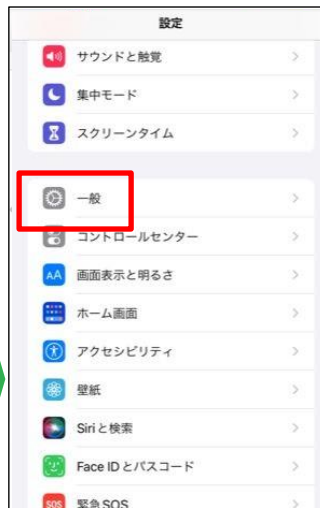 設定
サウンドと触覚
集中モード
スクリーンタイム
一般
コントロールセンター
画面表示と明るさ
ホーム画面
アクセシビリティ
壁紙
Siriと検索
Face IDとパスコード
SOS 緊急SOS